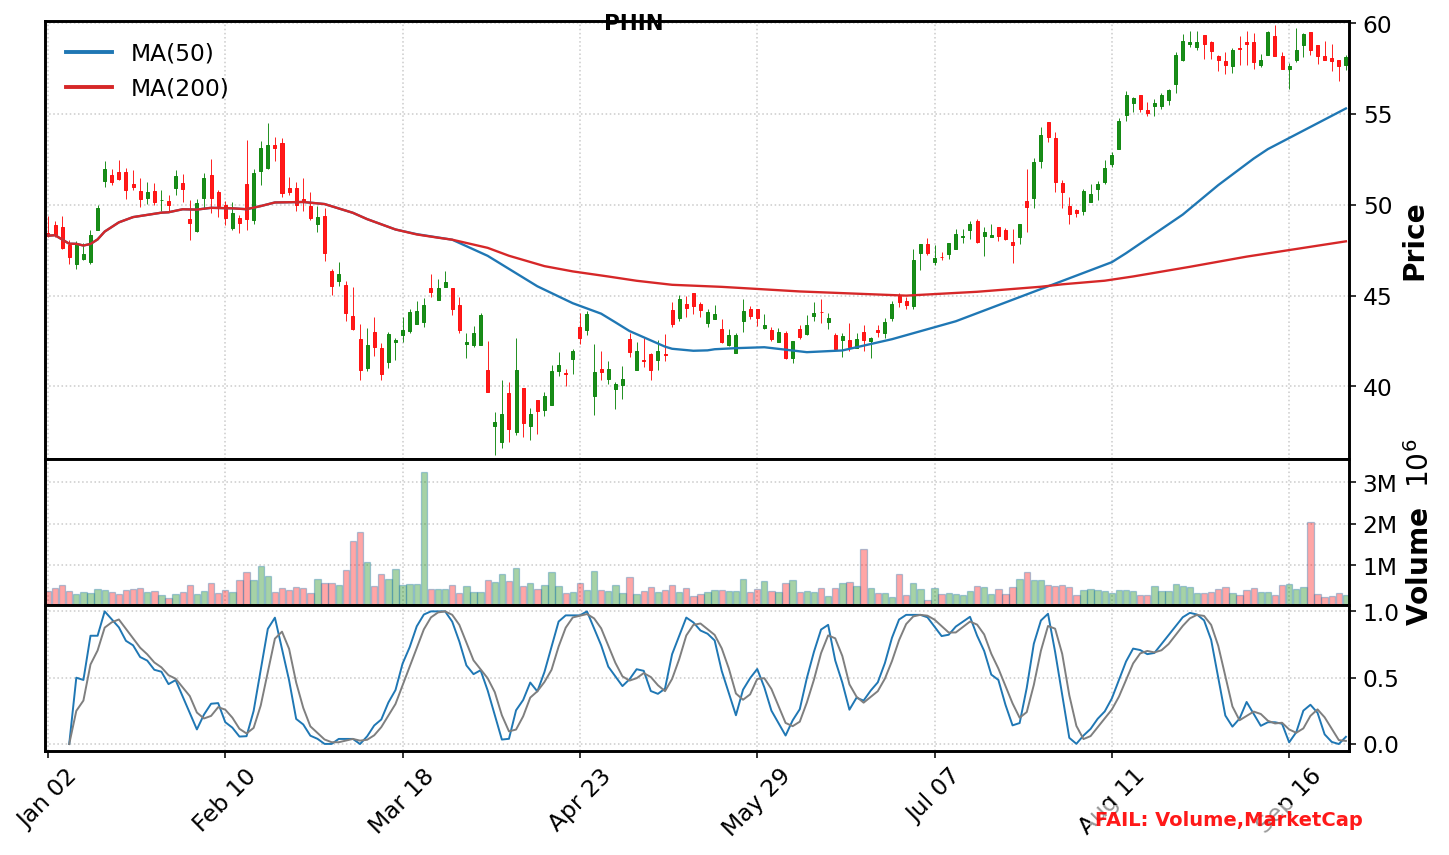 PHIN
MA(50)
MA(200)
60
55
50
45
40
Price
3M
2M
1M
Volume 10^6
1.0
0.5
0.0
Jan 02
Feb 10
Mar 18
Apr 23
May 29
Jul 07
Aug 11
Sep 16
FAIL: Volume,MarketCap